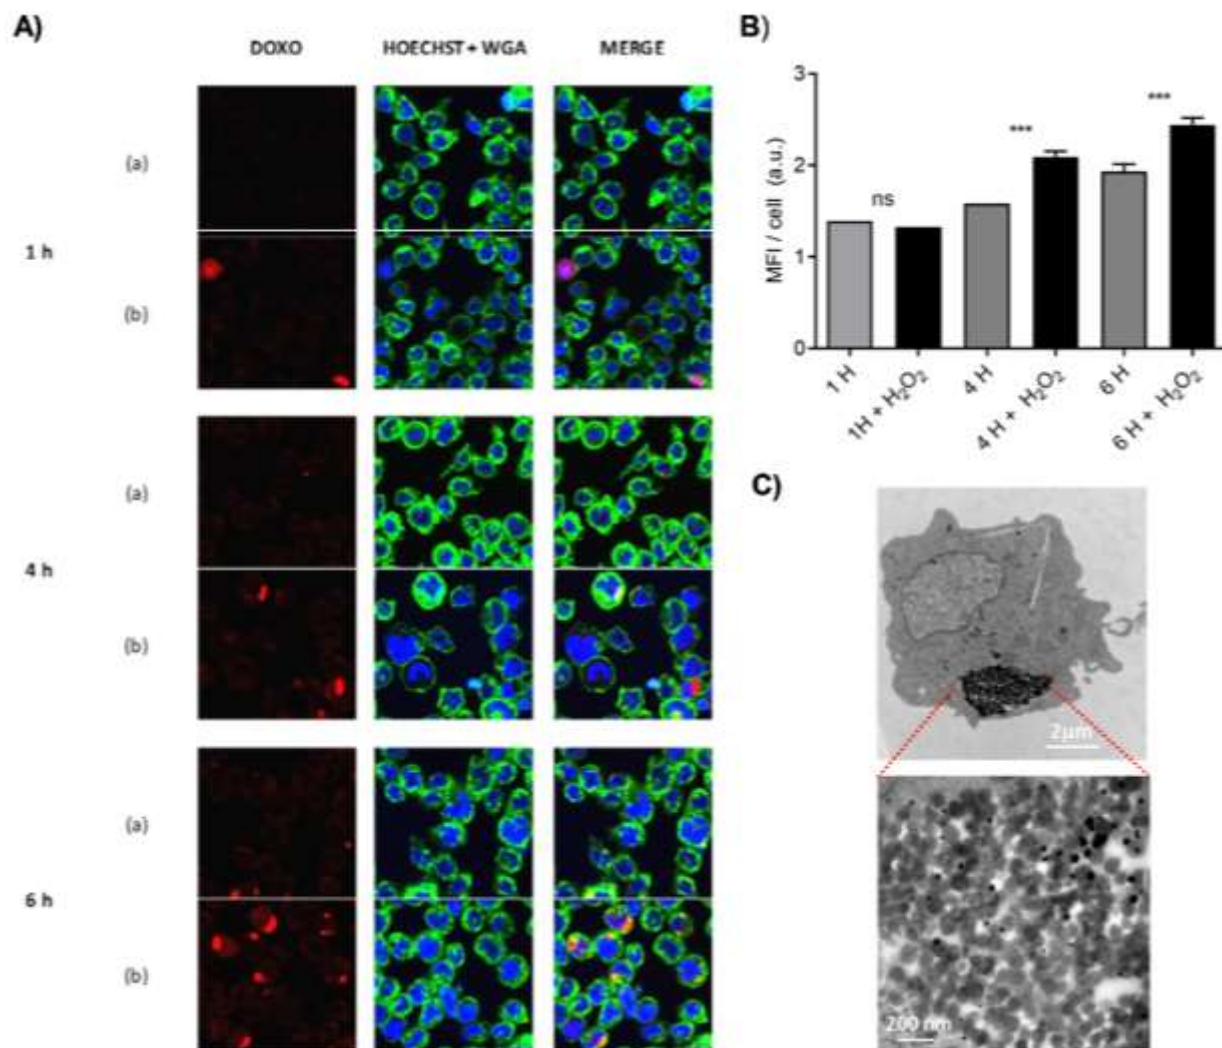 A)
DOXO HOECHST + WGA MERGE
(a)
1 h
(b)
(a)
4 h
(b)
(a)
6 h
(b)
B)
3
2
1
0
MFI / cell (a.u.)
ns
***
***
1 H
1H + H₂O₂
4 H
4 H + H₂O₂
6 H
6 H + H₂O₂
C)
2μm
200 nm